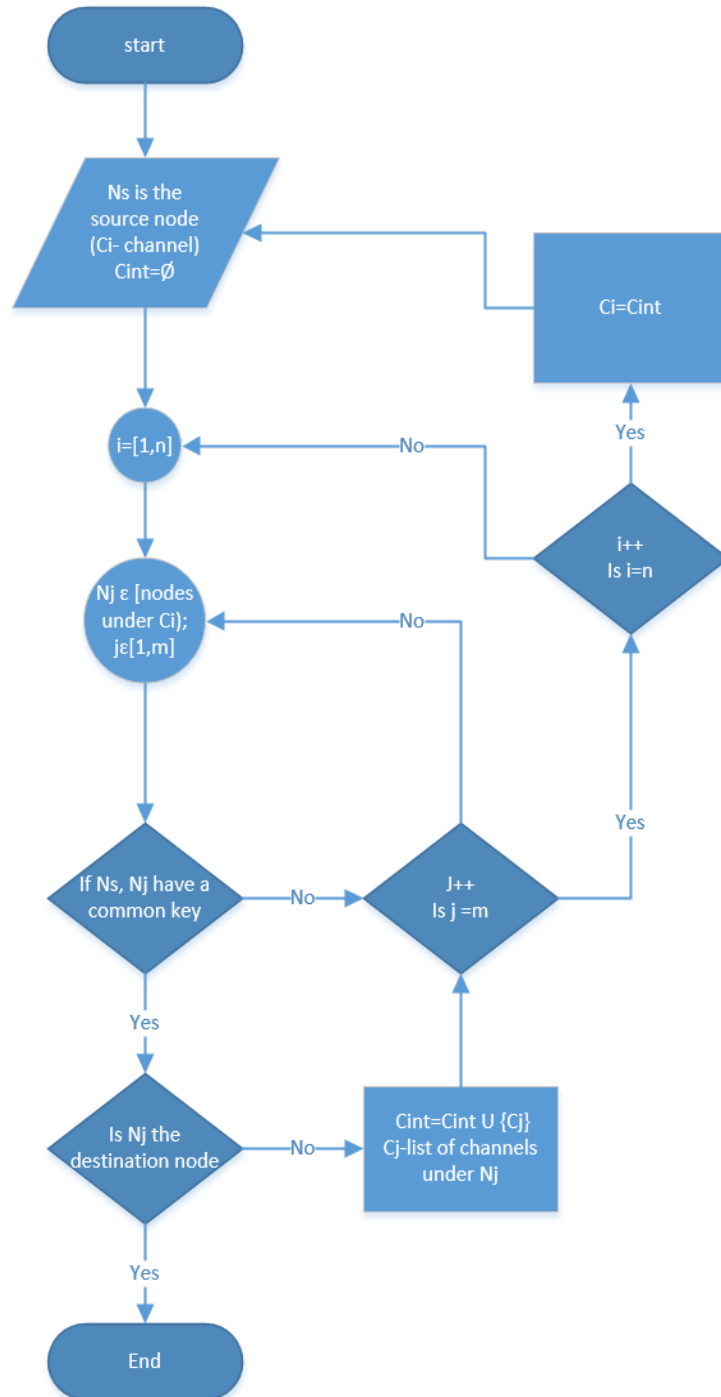 start
Ns is the
source node
(Ci- channel)
Cint=Ø
Ci=Cint
Yes
i=[1,n]
No
i++
Is i=n
Nj ε [nodes
under Ci);
jε[1,m]
No
Yes
If Ns, Nj have a
common key
No
J++
Is j =m
Yes
Is Nj the
destination node
No
Cint=Cint U {Cj}
Cj-list of channels
under Nj
Yes
End